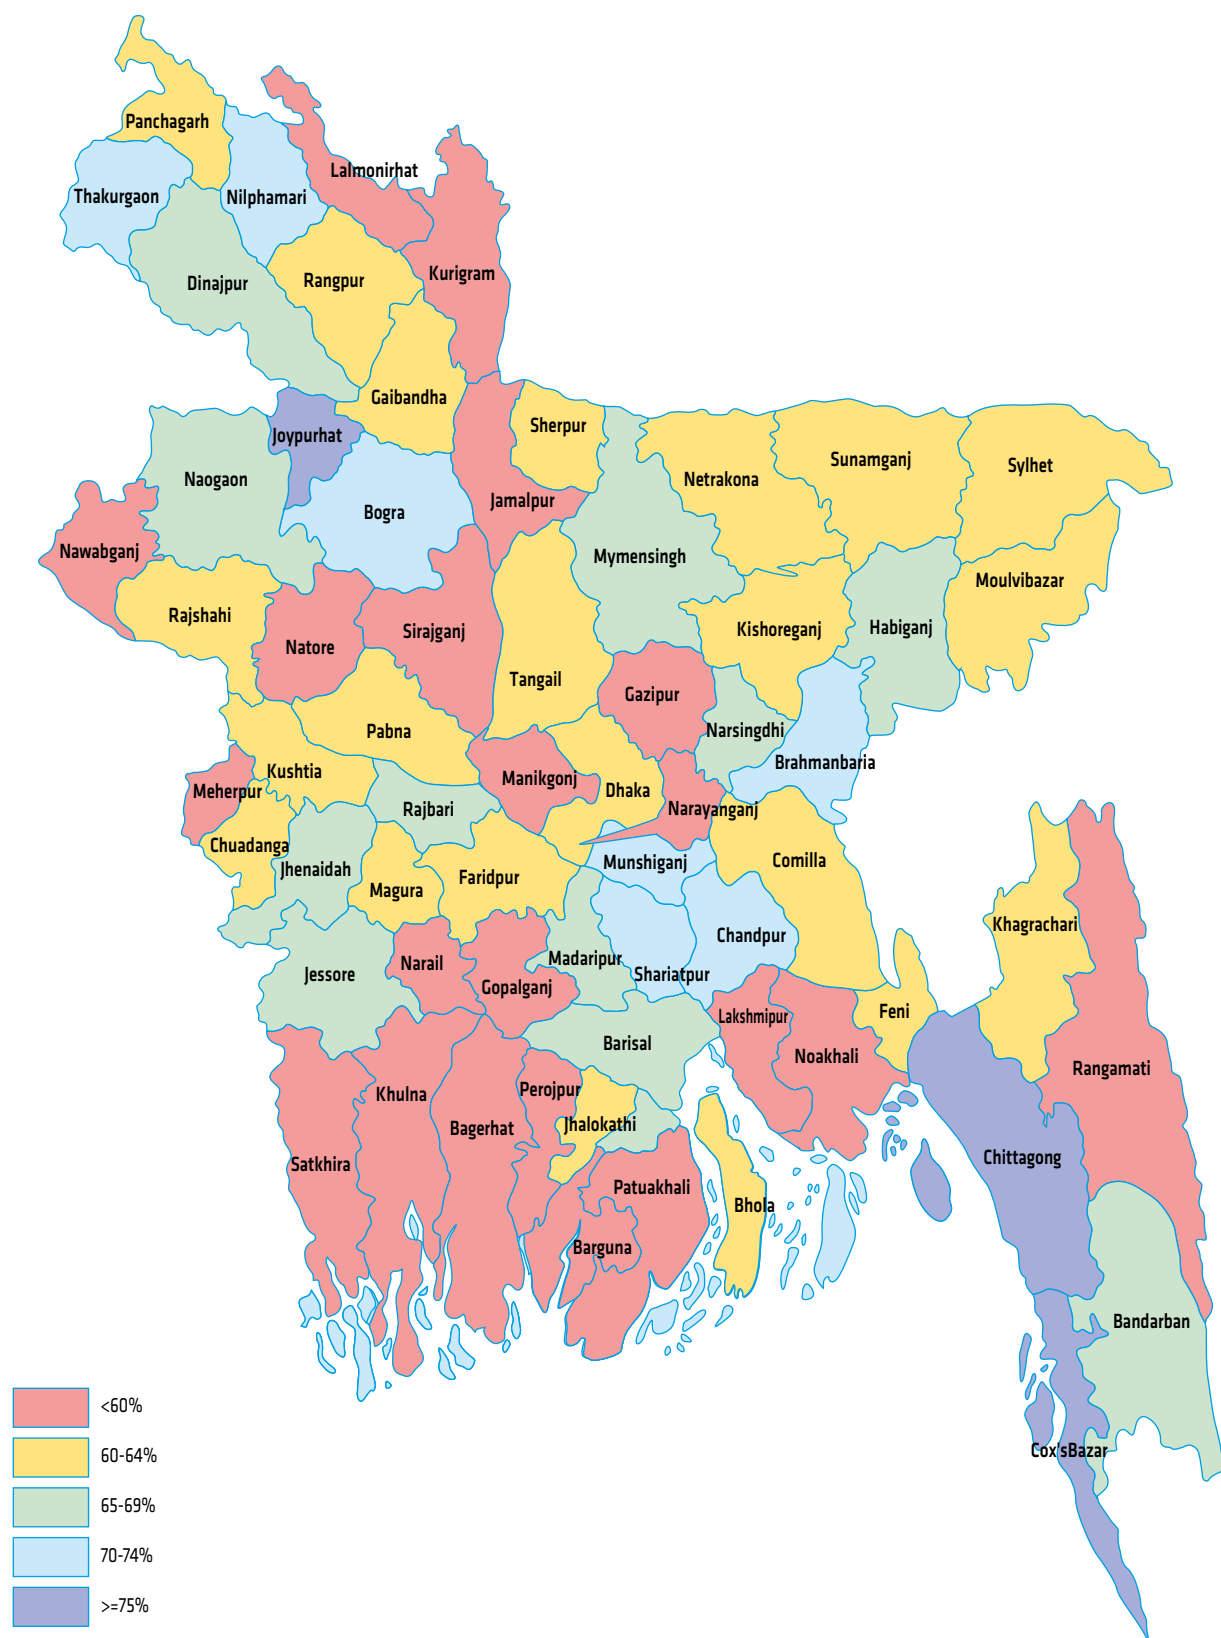 Panchagarh
Lalmonirhat
Thakurgaon
Nilphamari
Kurigram
Rangpur
Dinajpur
Gaibandha
Sherpur
Joypurhat
Sunamganj
Sylhet
Naogaon
Netrakona
Jamalpur
Bogra
Nawabganj
Mymensingh
Moulvibazar
Rajshahi
Habiganj
Kishoreganj
Sirajganj
Natore
Tangail
Gazipur
Pabna
Narsingdhi
Brahmanbaria
Kushtia
Manikgonj
Meherpur
Dhaka
Rajbari
Narayanganj
Chuadanga
Comilla
Munshiganj
Jhenaidah
Faridpur
Magura
Khagrachari
Chandpur
Madaripur
Narail
Jessore
Shariatpur
Gopalganj
Feni
Lakshmipur
Barisal
Noakhali
Rangamati
Perojpur
Khulna
Jhalokathi
Bagerhat
Chittagong
Satkhira
Patuakhali
Bhola
Barguna
Bandarban
Cox'sBazar
<60%
60-64%
65-69%
70-74%
>=75%